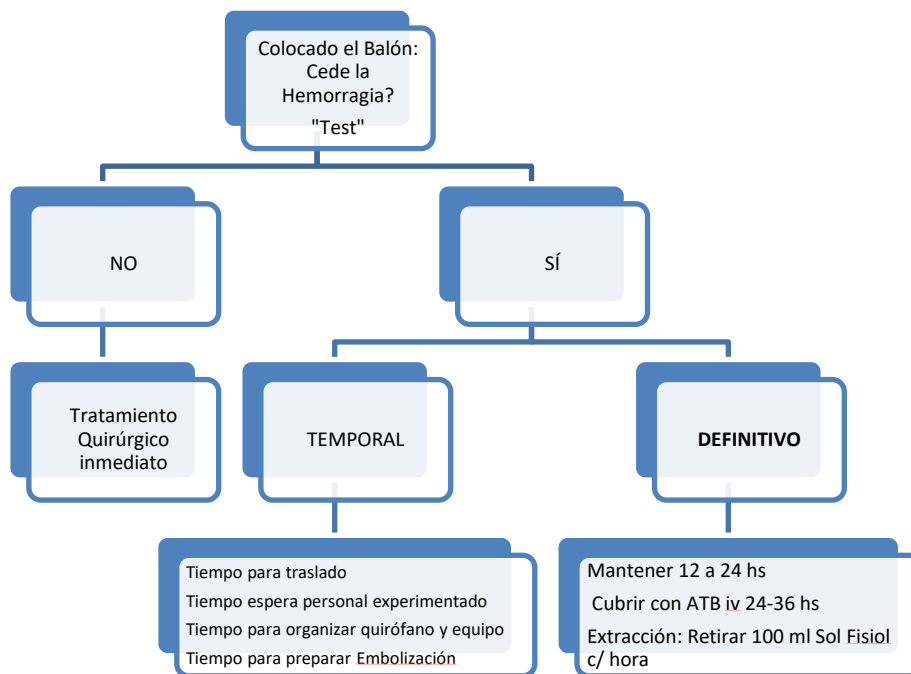 Colocado el Balón:
Cede la
Hemorragia?
"Test"
NO
SÍ
Tratamiento
Quirúrgico
inmediato
TEMPORAL
DEFINITIVO
Tiempo para traslado
Tiempo espera personal experimentado
Tiempo para organizar quirófano y equipo
Tiempo para preparar Embolización
Mantener 12 a 24 hs
Cubrir con ATB iv 24-36 hs
Extracción: Retirar 100 ml Sol Fisiol
c/ hora